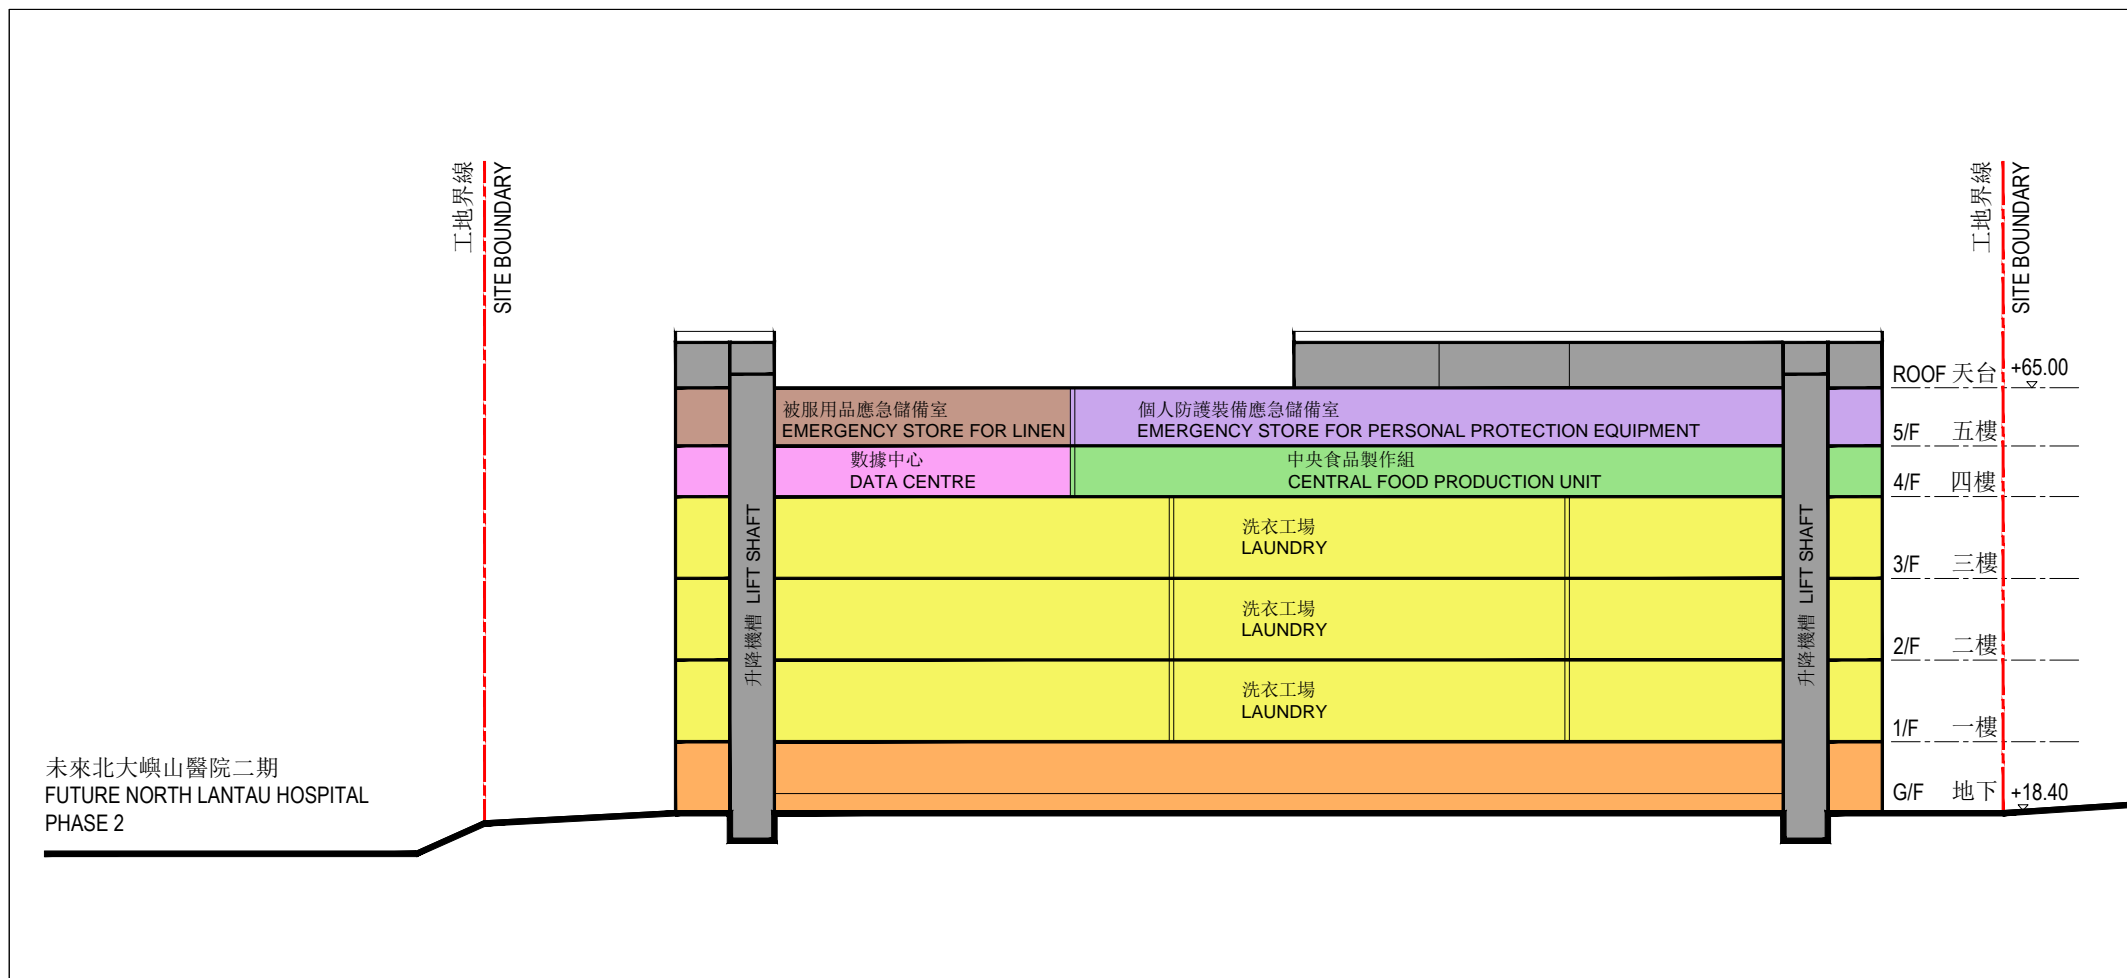 工地界線
SITE BOUNDARY
工地界線
SITE BOUNDARY
ROOF 天台 +65.00
被服用品應急儲備室
EMERGENCY STORE FOR LINEN
個人防護裝備應急儲備室
EMERGENCY STORE FOR PERSONAL PROTECTION EQUIPMENT
5/F 五樓
數據中心
DATA CENTRE
中央食品製作組
CENTRAL FOOD PRODUCTION UNIT
4/F 四樓
升降機槽 LIFT SHAFT
洗衣工場
LAUNDRY
升降機槽 LIFT SHAFT
3/F 三樓
洗衣工場
LAUNDRY
2/F 二樓
洗衣工場
LAUNDRY
1/F 一樓
G/F 地下 +18.40
未來北大嶼山醫院二期
FUTURE NORTH LANTAU HOSPITAL
PHASE 2